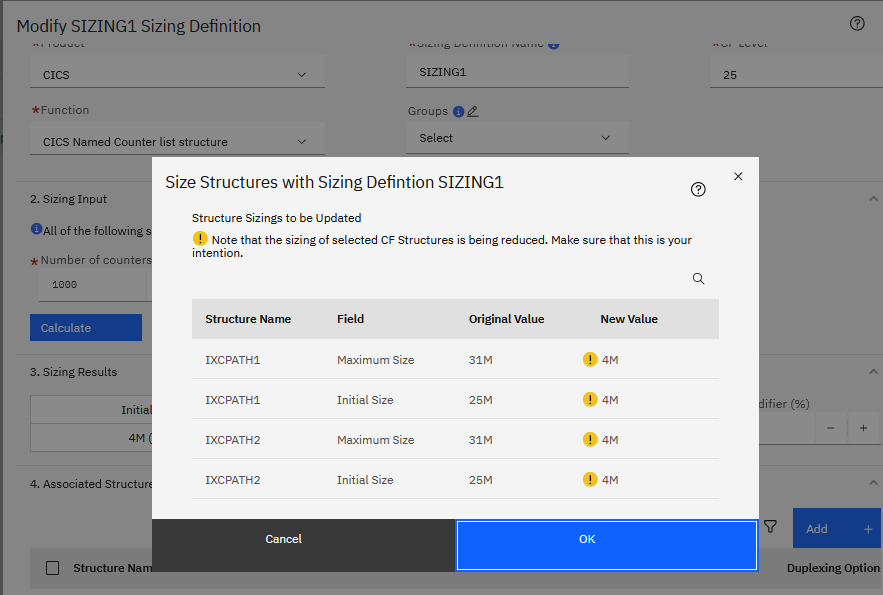 Modify SIZING1 Sizing Definition
*Product
*Sizing Definition Name
*CF Level
CICS
SIZING1
25
*Function
Groups
CICS Named Counter list structure
Select
2. Sizing Input
All of the following s
*Number of counters
1000
Calculate
3. Sizing Results
Initial
4M (
difier (%)
4. Associated Structure
Add +
Structure Nam
Duplexing Option
Size Structures with Sizing Defintion SIZING1
Structure Sizings to be Updated
Note that the sizing of selected CF Structures is being reduced. Make sure that this is your
intention.
Structure Name Field Original Value New Value
IXCPATH1 Maximum Size 31M 4M
IXCPATH1 Initial Size 25M 4M
IXCPATH2 Maximum Size 31M 4M
IXCPATH2 Initial Size 25M 4M
Cancel
OK